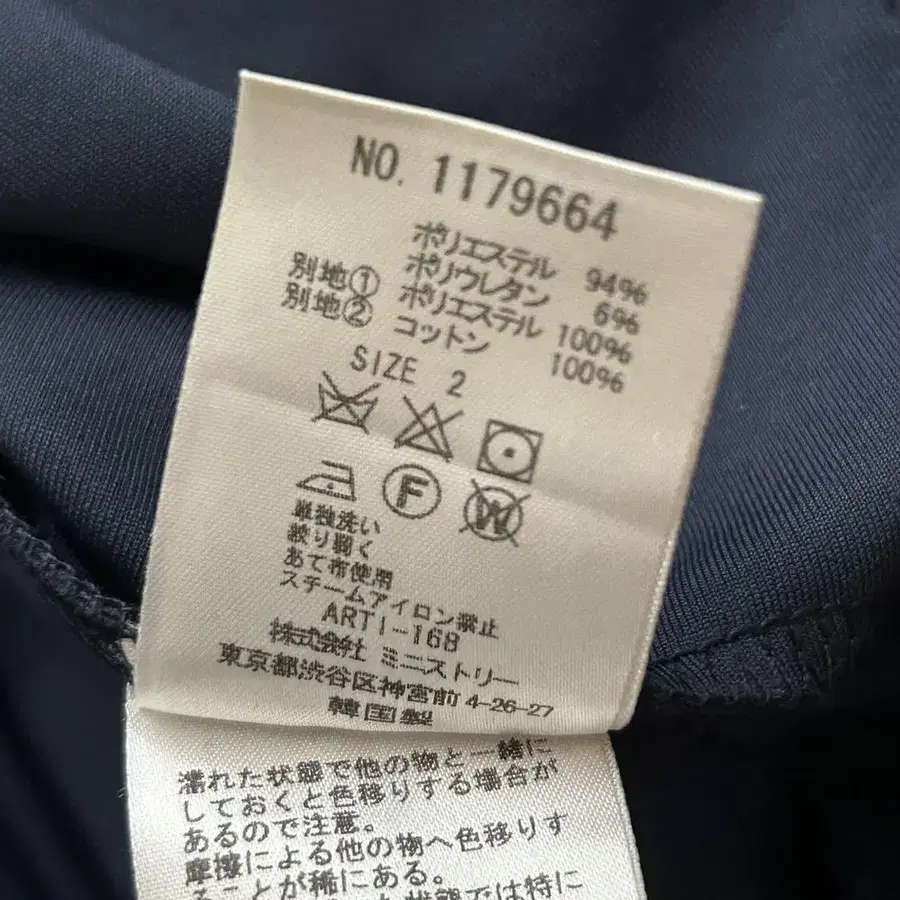 NO. 1179664
ポリエステル 94%
ポリウレタン 6%
別地① ポリエステル 100%
別地② コットン 100%
SIZE 2
F
W
単独洗い
絞り弱く
あて布使用
スチームアイロン禁止
ARTI-168
株式会社 ミニストリー
東京都渋谷区神宮前4-26-27
韓国製
濡れた状態で他の物と一緒に
しておくと色移りする場合が
あるので注意。
摩擦による他の物へ色移りす
ることが稀にある。
状態では特に